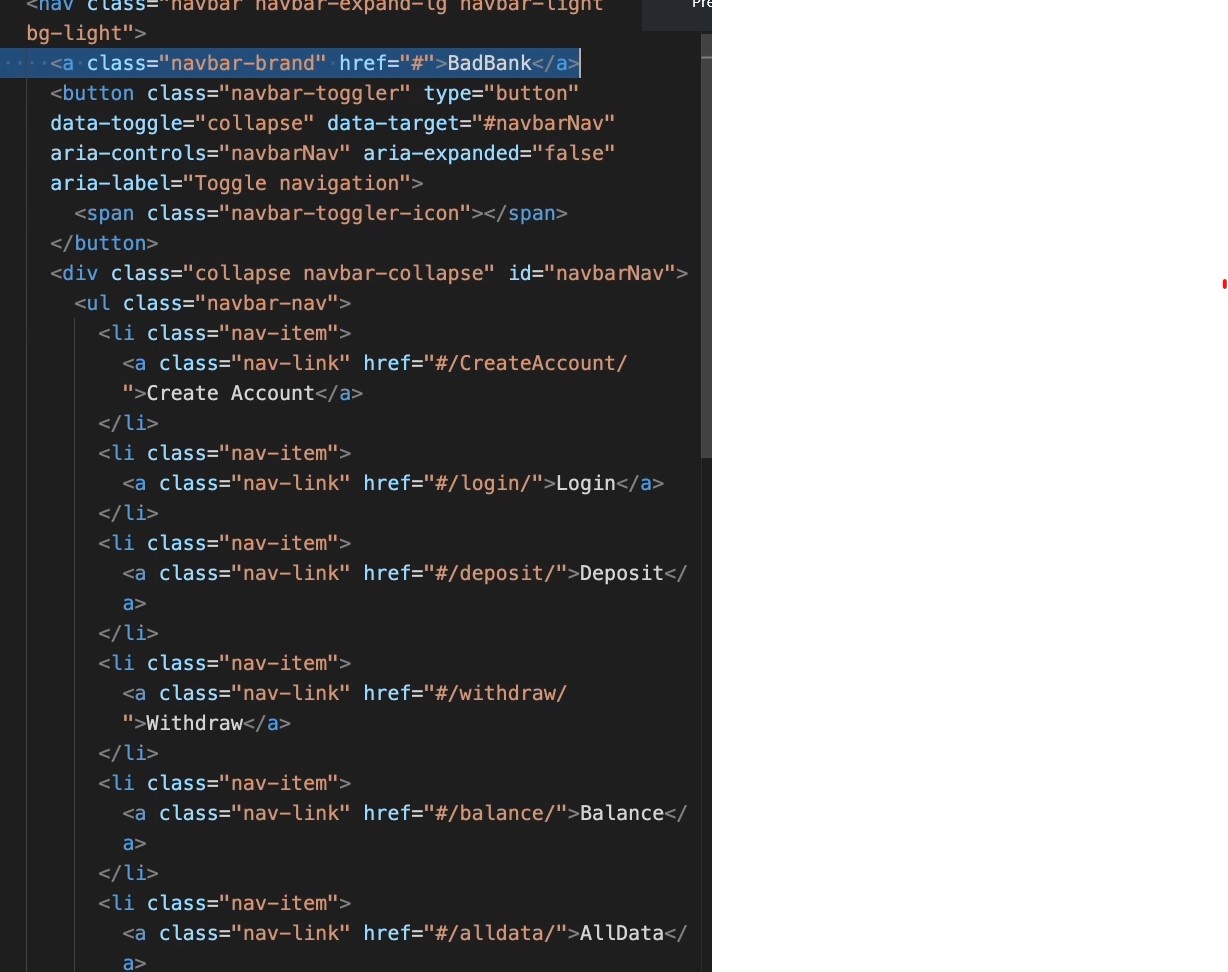 <nav class="navbar navbar-expand-lg navbar-light
bg-light">
<a class="navbar-brand" href="#">BadBank</a>
<button class="navbar-toggler" type="button"
data-toggle="collapse" data-target="#navbarNav"
aria-controls="navbarNav" aria-expanded="false"
aria-label="Toggle navigation">
<span class="navbar-toggler-icon"></span>
</button>
<div class="collapse navbar-collapse" id="navbarNav">
<ul class="navbar-nav">
<li class="nav-item">
<a class="nav-link" href="#/CreateAccount/
">Create Account</a>
</li>
<li class="nav-item">
<a class="nav-link" href="#/login/">Login</a>
</li>
<li class="nav-item">
<a class="nav-link" href="#/deposit/">Deposit</
a>
</li>
<li class="nav-item">
<a class="nav-link" href="#/withdraw/
">Withdraw</a>
</li>
<li class="nav-item">
<a class="nav-link" href="#/balance/">Balance</
a>
</li>
<li class="nav-item">
<a class="nav-link" href="#/alldata/">AllData</
a>